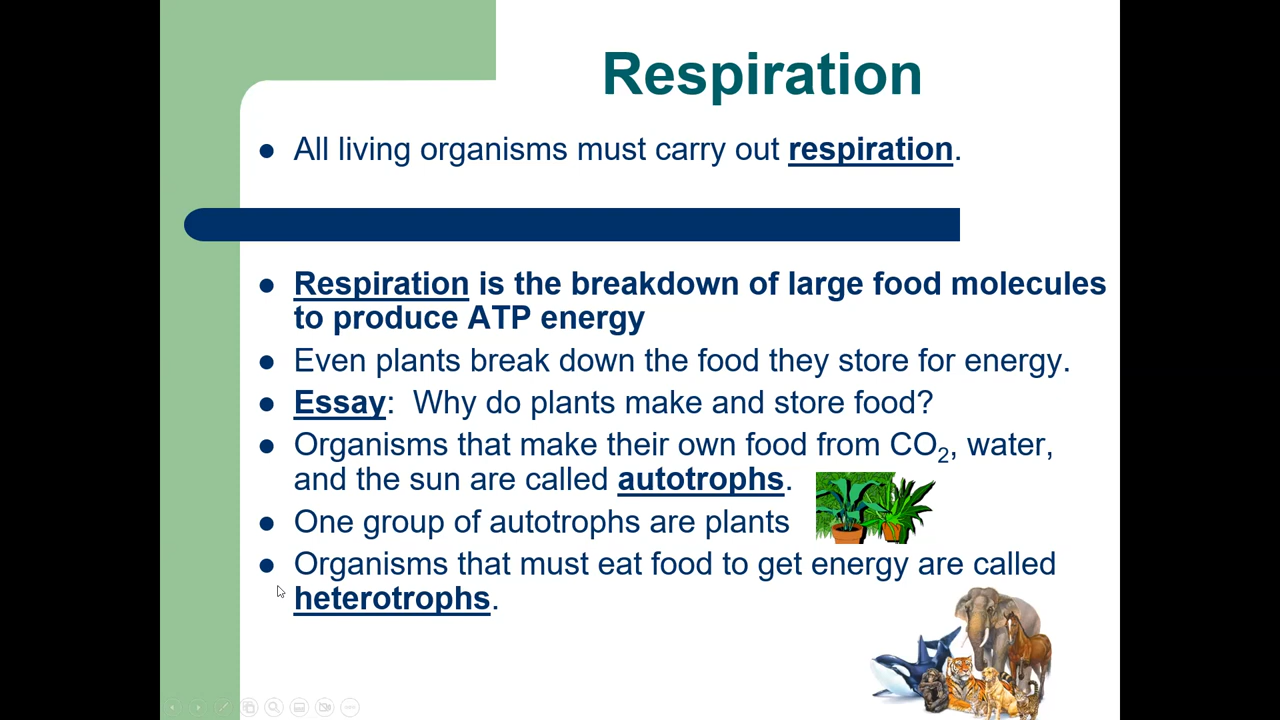 Respiration
All living organisms must carry out respiration.
Respiration is the breakdown of large food molecules
to produce ATP energy
Even plants break down the food they store for energy.
Essay:  Why do plants make and store food?
Organisms that make their own food from CO₂, water,
and the sun are called autotrophs.
One group of autotrophs are plants
Organisms that must eat food to get energy are called
heterotrophs.